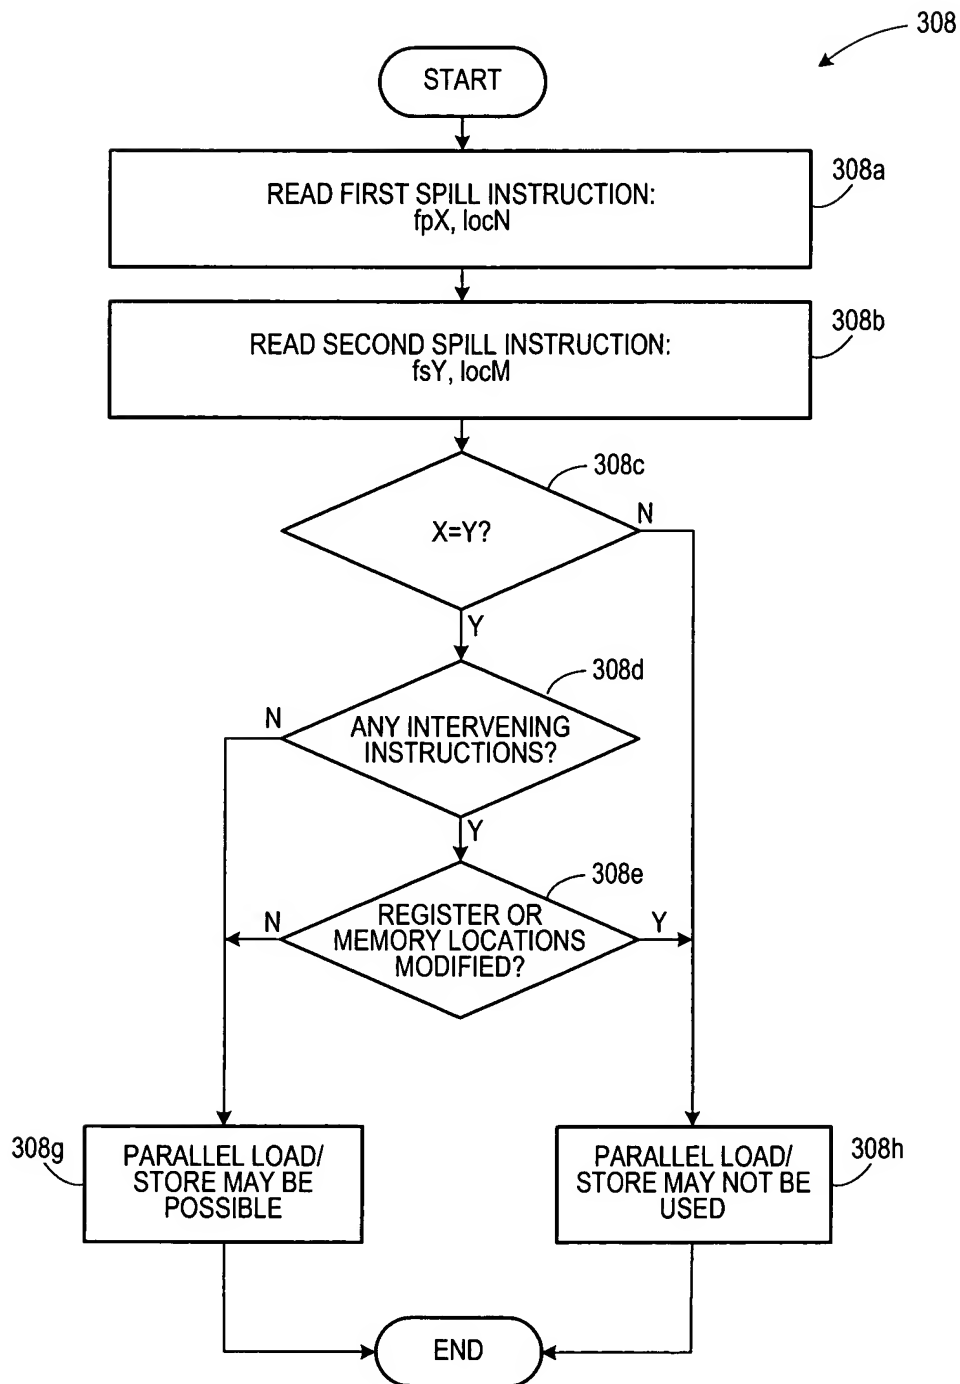 308
START
308a
READ FIRST SPILL INSTRUCTION:
fpX, locN
308b
READ SECOND SPILL INSTRUCTION:
fsY, locM
308c
X=Y?
N
Y
308d
N
ANY INTERVENING
INSTRUCTIONS?
Y
308e
N
REGISTER OR
MEMORY LOCATIONS
MODIFIED?
Y
308g
PARALLEL LOAD/
STORE MAY BE
POSSIBLE
PARALLEL LOAD/
STORE MAY NOT BE
USED
308h
END